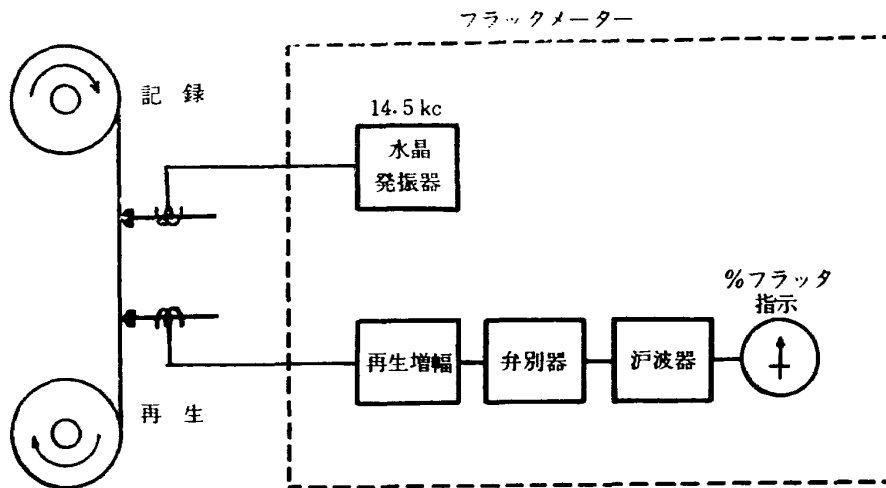 フラックメーター
記録
14.5 kc
水晶
発振器
%フラッタ
指示
再生増幅
弁別器
沪波器
再生